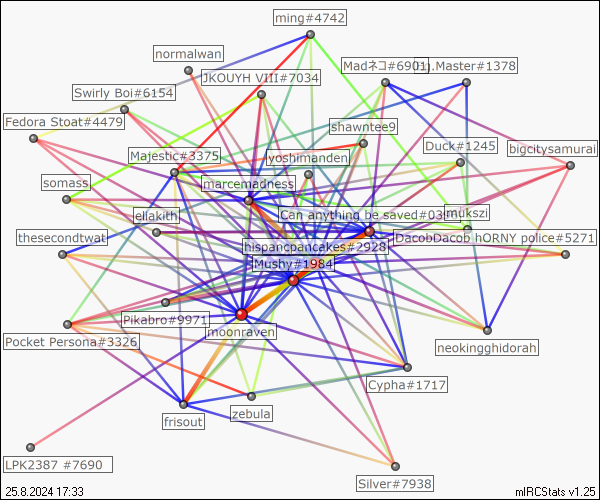 ming#4742
normalwan
Madネコ#6901
JKOUYH VIII#7034
Swirly Boi#6154
Fedora Stoat#4479
shawntee9
Duck#1245
bigcitysamurai
Majestic#3375
yoshimanden
somass
marcemadness
ellakith
Can anything be saved#03
mukszi
thesecondtwat
hispancpancakes#2928
DacobDacob hORNY police#5271
Mushy#1984
Pikabro#9971
moonraven
Pocket Persona#3326
neokingghidorah
Cypha#1717
zebula
frisout
LPK2387 #7690
Silver#7938
25.8.2024 17:33
mIRCStats v1.25